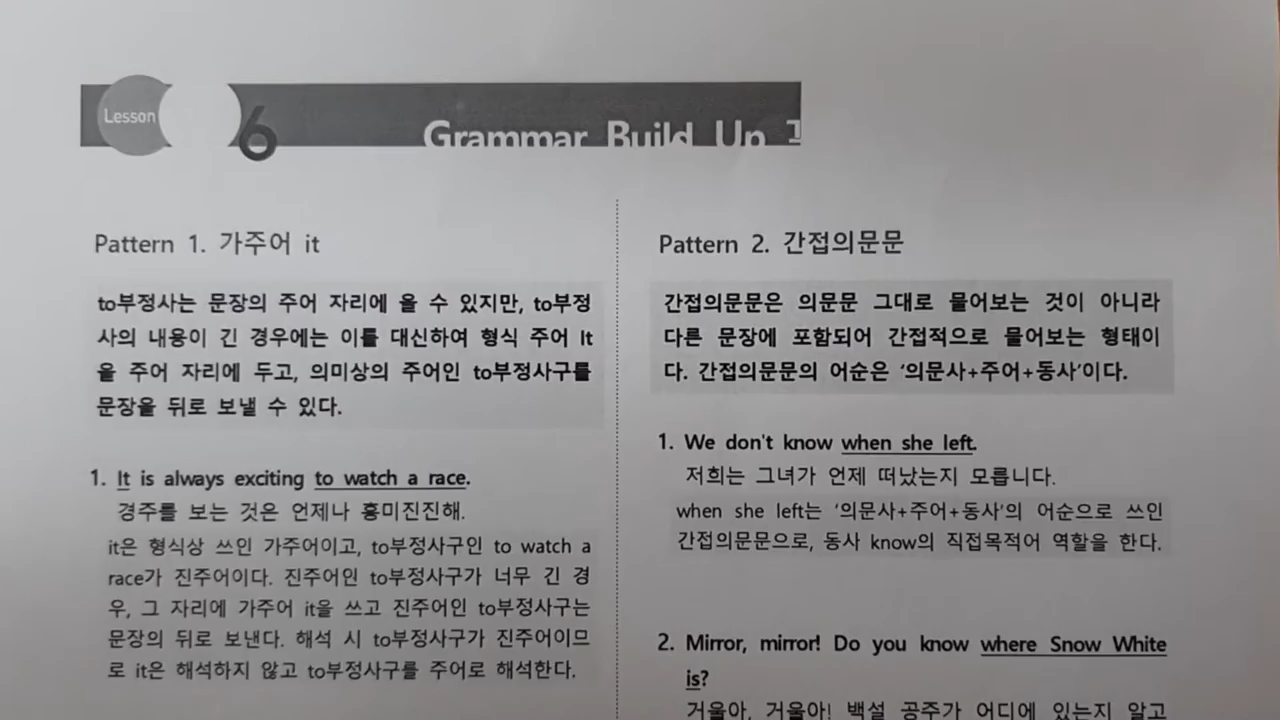 Lesson
6
Grammar Build Up
Pattern 1. 가주어 it
to부정사는 문장의 주어 자리에 올 수 있지만, to부정
사의 내용이 긴 경우에는 이를 대신하여 형식 주어 It
을 주어 자리에 두고, 의미상의 주어인 to부정사구를
문장을 뒤로 보낼 수 있다.
1. It is always exciting to watch a race.
경주를 보는 것은 언제나 흥미진진해.
it은 형식상 쓰인 가주어이고, to부정사구인 to watch a
race가 진주어이다. 진주어인 to부정사구가 너무 긴 경
우, 그 자리에 가주어 it을 쓰고 진주어인 to부정사구는
문장의 뒤로 보낸다. 해석 시 to부정사구가 진주어이므
로 it은 해석하지 않고 to부정사구를 주어로 해석한다.
Pattern 2. 간접의문문
간접의문문은 의문문 그대로 물어보는 것이 아니라
다른 문장에 포함되어 간접적으로 물어보는 형태이
다. 간접의문문의 어순은 ‘의문사+주어+동사’이다.
1. We don't know when she left.
저희는 그녀가 언제 떠났는지 모릅니다.
when she left는 ‘의문사+주어+동사’의 어순으로 쓰인
간접의문문으로, 동사 know의 직접목적어 역할을 한다.
2. Mirror, mirror! Do you know where Snow White
is?
거울아, 거울아! 백설 공주가 어디에 있는지 알고